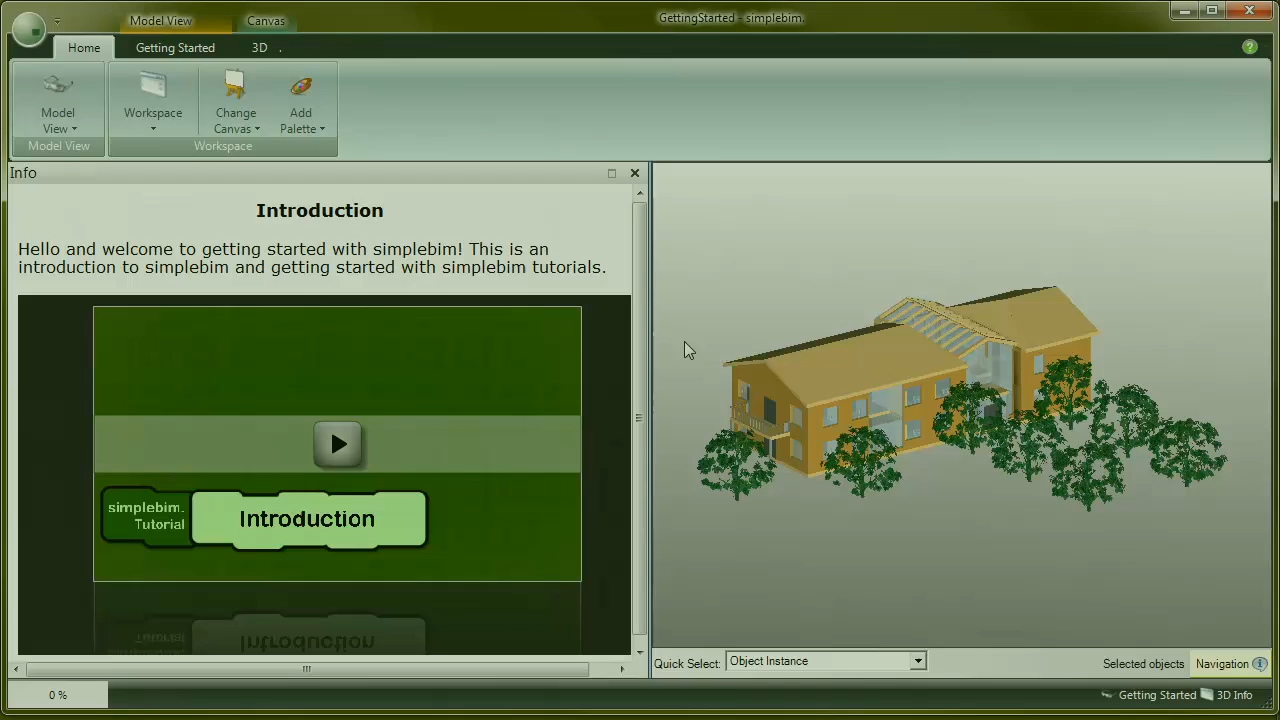 Model View
Canvas
GettingStarted - simplebim.
Home
Getting Started
3D .
Model
View
Workspace
Change
Canvas
Add
Palette
Model View
Workspace
Info
Introduction
Hello and welcome to getting started with simplebim! This is an
introduction to simplebim and getting started with simplebim tutorials.
simplebim.
Tutorial
Introduction
Tutorial
Introduction
Quick Select:
Object Instance
Selected objects
Navigation
0 %
Getting Started
3D Info